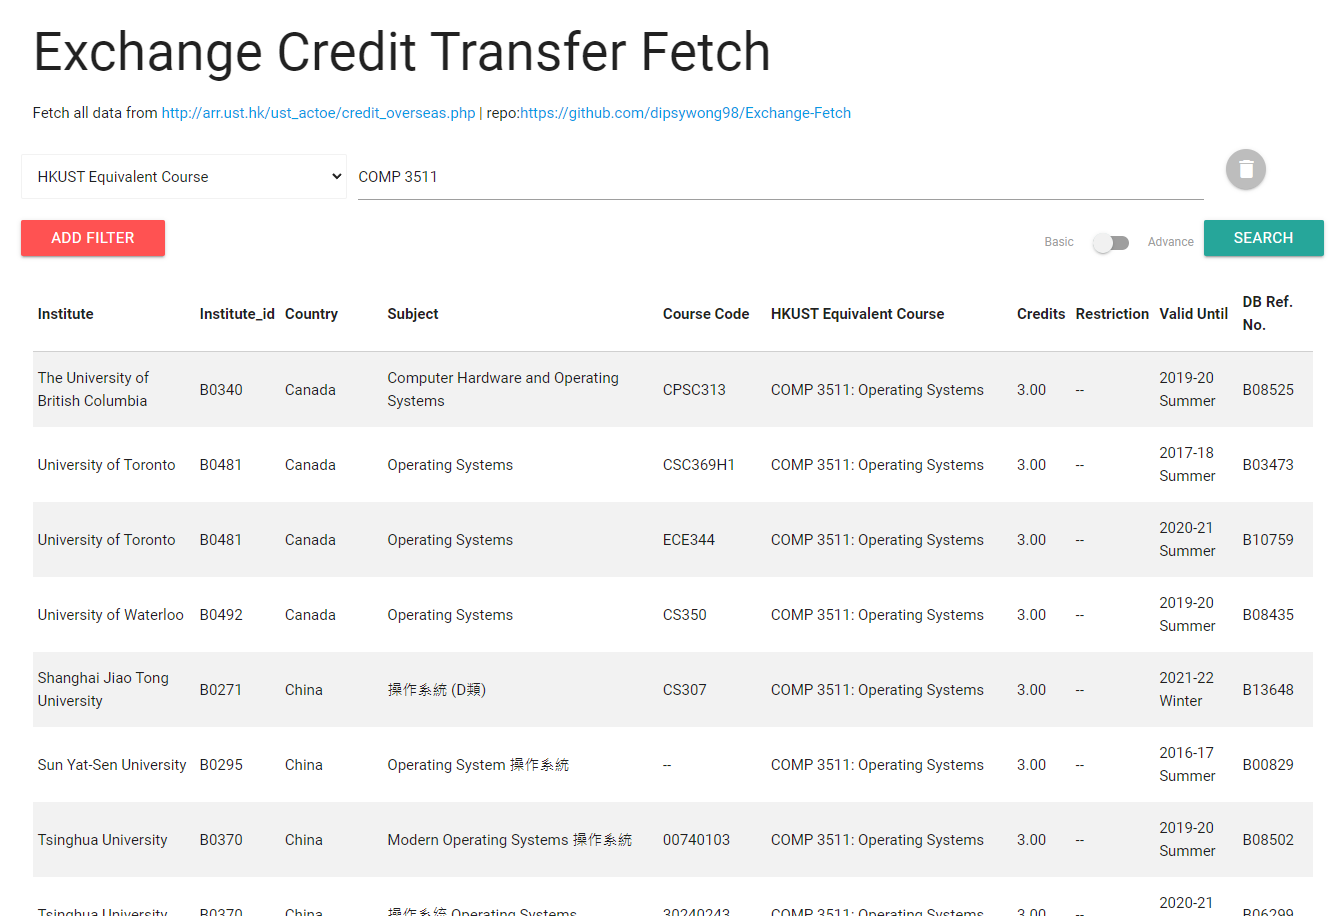 Exchange Credit Transfer Fetch
Fetch all data from http://arr.ust.hk/ust_actoe/credit_overseas.php | repo:https://github.com/dipsywong98/Exchange-Fetch
HKUST Equivalent Course COMP 3511
ADD FILTER Basic Advance SEARCH
Institute Institute_id Country Subject Course Code HKUST Equivalent Course Credits Restriction Valid Until DB Ref. No.
The University of British Columbia B0340 Canada Computer Hardware and Operating Systems CPSC313 COMP 3511: Operating Systems 3.00 -- 2019-20 Summer B08525
University of Toronto B0481 Canada Operating Systems CSC369H1 COMP 3511: Operating Systems 3.00 -- 2017-18 Summer B03473
University of Toronto B0481 Canada Operating Systems ECE344 COMP 3511: Operating Systems 3.00 -- 2020-21 Summer B10759
University of Waterloo B0492 Canada Operating Systems CS350 COMP 3511: Operating Systems 3.00 -- 2019-20 Summer B08435
Shanghai Jiao Tong University B0271 China 操作系統 (D類) CS307 COMP 3511: Operating Systems 3.00 -- 2021-22 Winter B13648
Sun Yat-Sen University B0295 China Operating System 操作系統 -- COMP 3511: Operating Systems 3.00 -- 2016-17 Summer B00829
Tsinghua University B0370 China Modern Operating Systems 操作系統 00740103 COMP 3511: Operating Systems 3.00 -- 2019-20 Summer B08502
Tsinghua University B0370 China 操作系統 Operating Systems 30240243 COMP 3511: Operating Systems 3.00 -- 2020-21 B06299